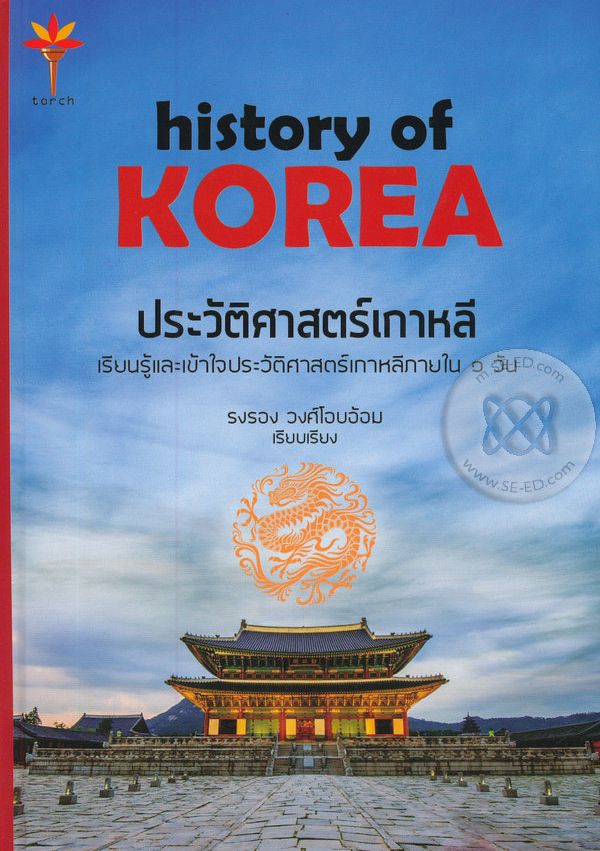 torch
history of
KOREA
ประวัติศาสตร์เกาหลี
เรียนรู้และเข้าใจประวัติศาสตร์เกาหลีภายใน ๑ วัน
รงรอง วงศ์โอบอ้อม
เรียบเรียง
m.SE-ED.com
www.SE-ED.com